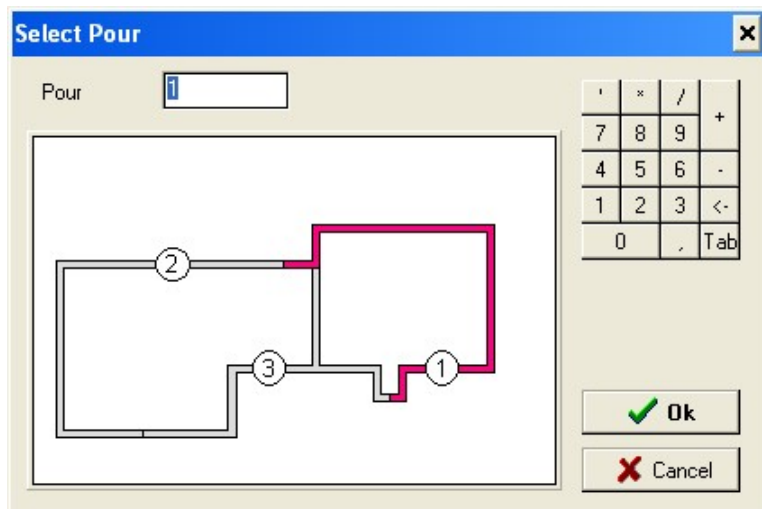 Select Pour
Pour 1
' * / +
7 8 9
4 5 6 -
1 2 3 <-
0 , Tab
2
3 1
Ok
Cancel